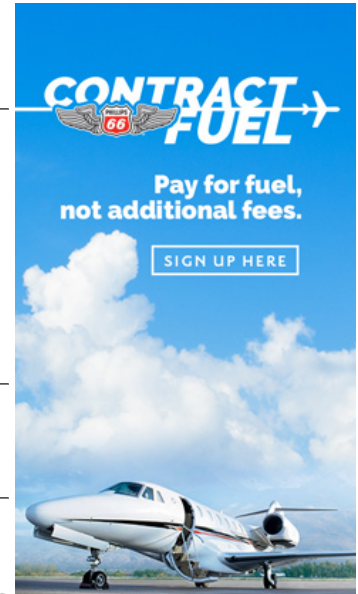 CONTRACT
PHILLIPS
66
FUEL
Pay for fuel,
not additional fees.
SIGN UP HERE